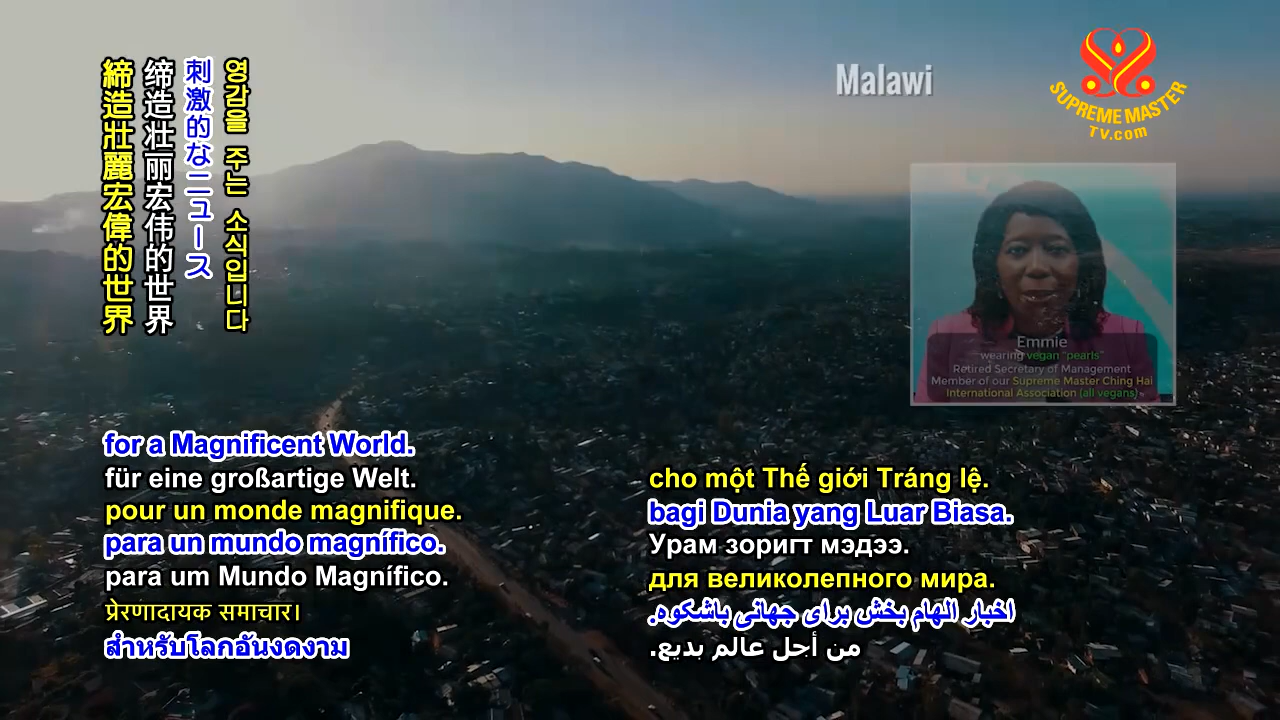 Malawi
SUPREME MASTER
TV.com
締造壯麗宏偉的世界
缔造壮丽宏伟的世界
刺激的なニュース
영감을 주는 소식입니다
Emmie
wearing vegan "pearls"
Retired Secretary of Management
Member of our Supreme Master Ching Hai
International Association (all vegans)~
for a Magnificent World.
für eine großartige Welt.
pour un monde magnifique.
para un mundo magnífico.
para um Mundo Magnífico.
प्रेरणादायक समाचार।
สำหรับโลกอันงดงาม
cho một Thế giới Tráng lệ.
bagi Dunia yang Luar Biasa.
Урам зоригт мэдээ.
для великолепного мира.
اخبار الهام بخش برای جهانی باشکوه.
من أجل عالم بديع.